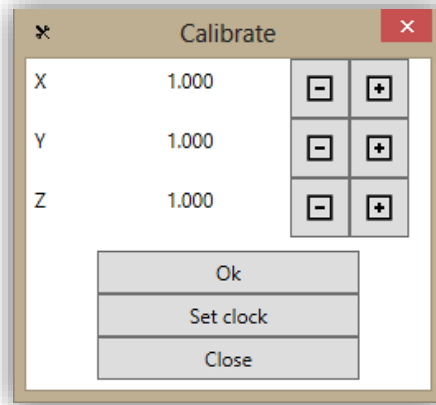 Calibrate
X 1.000
Y 1.000
Z 1.000
Ok
Set clock
Close